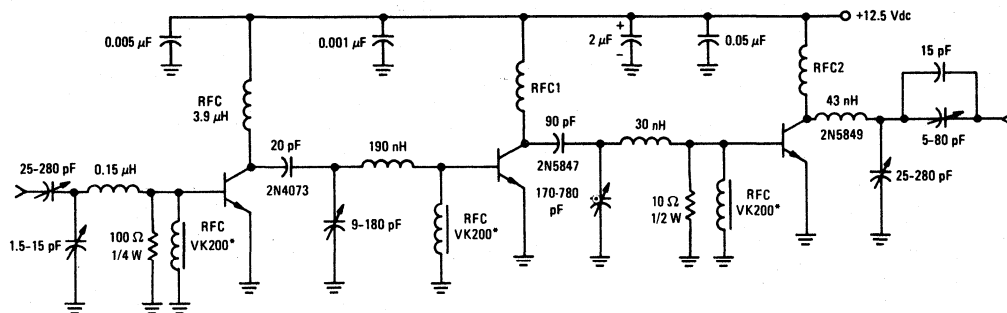 +12.5 Vdc
0.005 µF
0.001 µF
+
2 µF
–
0.05 µF
RFC
3.9 µH
RFC1
RFC2
15 pF
43 nH
2N5849
5–80 pF
25–280 pF
20 pF
2N4073
190 nH
90 pF
2N5847
30 nH
25–280 pF
0.15 µH
1.5–15 pF
100 Ω
1/4 W
RFC
VK200*
9–180 pF
RFC
VK200*
170-780
pF
10 Ω
1/2 W
RFC
VK200*